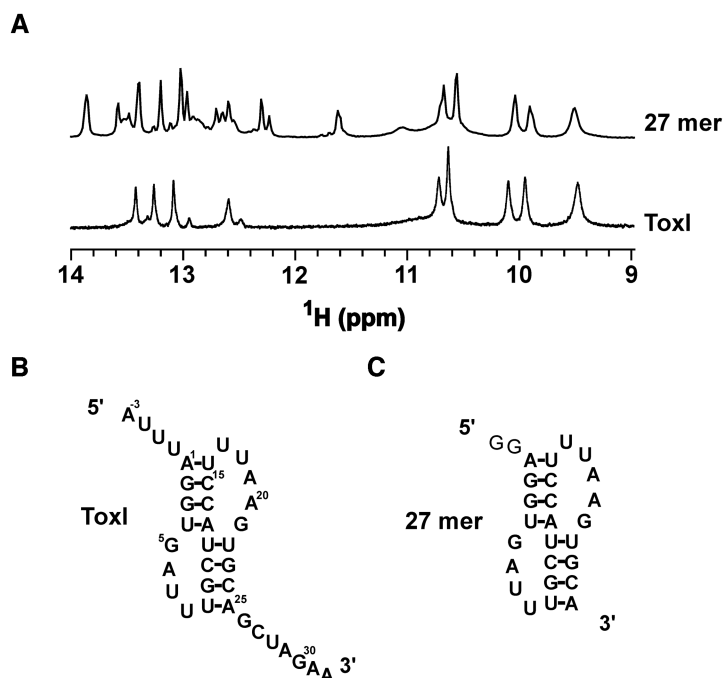 A
27 mer
ToxI
14 13 12 11 10 9
¹H (ppm)
B
5'
A⁻³
U
U U
U U
A¹-U
G-C¹⁵ A
ToxI
G-C A²⁰
U-A G
⁵G U-U
A C-G
U G-C
U U-A²⁵
G
C
U
A
G³⁰
A
A 3'
C
5'
G G A-U U U
G-C A
G-C A
27 mer
U-A G
G U-U
A C-G
U G-C
U U-A
3'